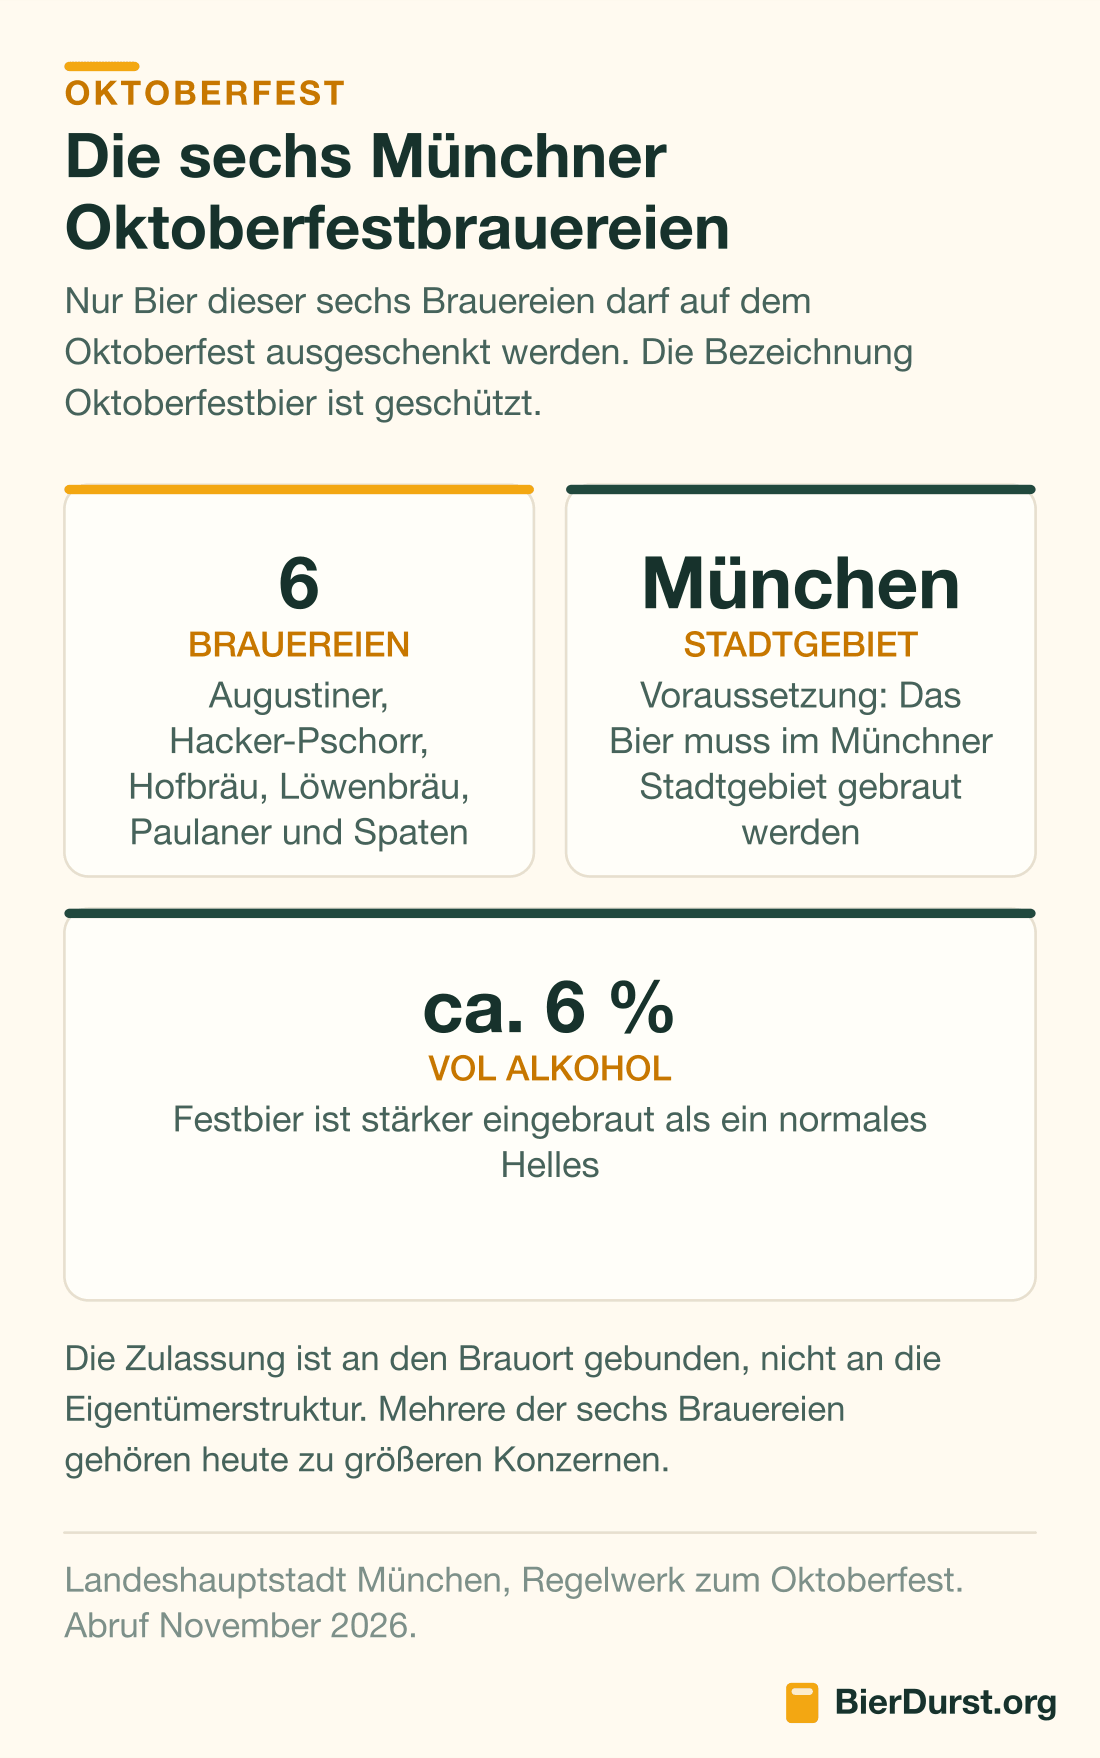 OKTOBERFEST
Die sechs Münchner
Oktoberfestbrauereien
Nur Bier dieser sechs Brauereien darf auf dem
Oktoberfest ausgeschenkt werden. Die Bezeichnung
Oktoberfestbier ist geschützt.
6
BRAUEREIEN
Augustiner,
Hacker-Pschorr,
Hofbräu, Löwenbräu,
Paulaner und Spaten
München
STADTGEBIET
Voraussetzung: Das
Bier muss im Münchner
Stadtgebiet gebraut
werden
ca. 6 %
VOL ALKOHOL
Festbier ist stärker eingebraut als ein normales
Helles
Die Zulassung ist an den Brauort gebunden, nicht an die
Eigentümerstruktur. Mehrere der sechs Brauereien
gehören heute zu größeren Konzernen.
Landeshauptstadt München, Regelwerk zum Oktoberfest.
Abruf November 2026.
BierDurst.org